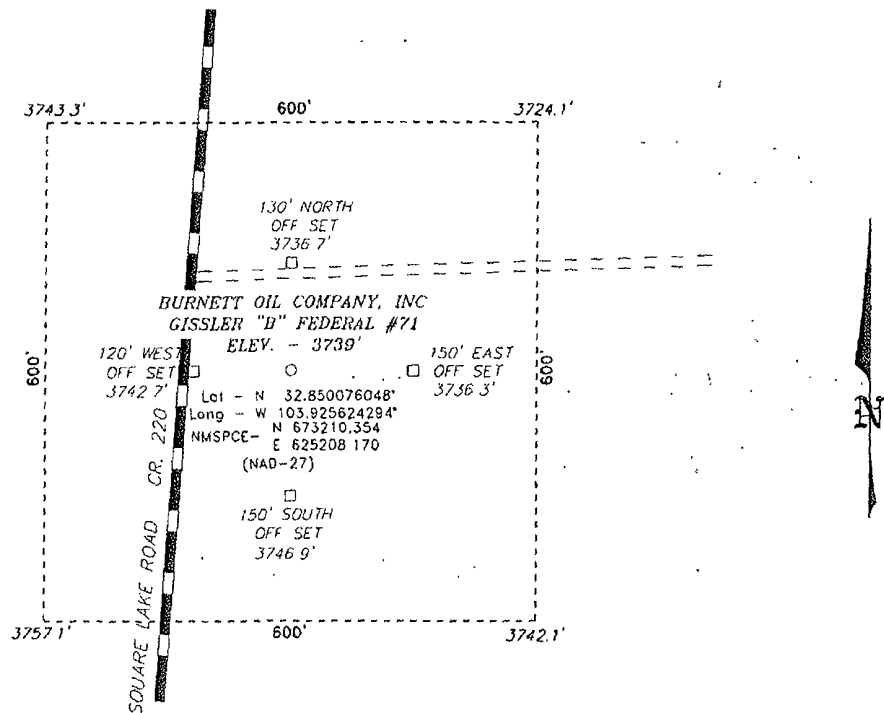 3743.3' 600' 3724.1'
130' NORTH
OFF SET
3736 7'
BURNETT OIL COMPANY, INC
GISSLER "B" FEDERAL #71
ELEV. - 3739'
600'
120' WEST
OFF SET
3742 7'
150' EAST
OFF SET
3736 3'
600'
Lat - N 32.850076048°
Long - W 103.925624294°
NMSPCE- N 673210.354
E 625208 170
(NAD-27)
150' SOUTH
OFF SET
3746 9'
SQUARE LAKE ROAD CR. 220
3757 1' 600' 3742.1'
N